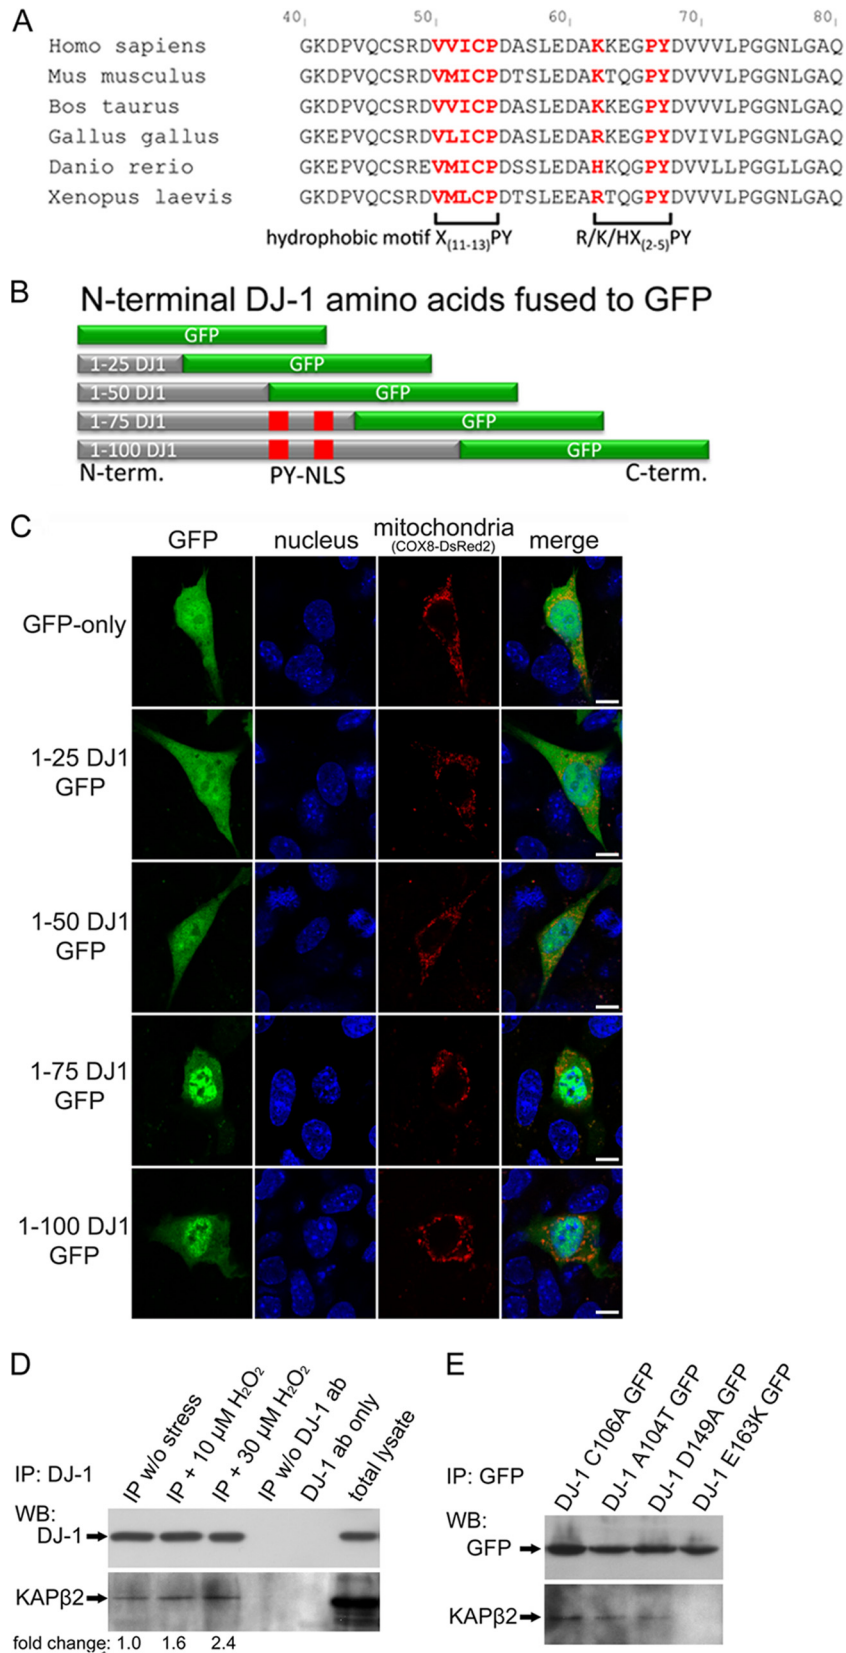 A
40 50 60 70 80
Homo sapiens GKDPVQCSRDVVICPDASLEDAKKEGPYDVVVLPGGNLGAQ
Mus musculus GKDPVQCSRDVMICPDTSLEDAKTQGPYDVVVLPGGNLGAQ
Bos taurus GKDPVQCSRDVVICPDASLEDAKKEGPYDVVVLPGGNLGAQ
Gallus gallus GKEPVQCSRDVLICPDASLEDARKEGPYDVIVLPGGNLGAQ
Danio rerio GKEPVQCSREVMICPDSSLEDAHKQGPYDVVLLPGGLLGAQ
Xenopus laevis GKDPVQCSRDVMLCPDTSLEEARTQGPYDVVVLPGGNLGAQ
hydrophobic motif X(11-13)PY R/K/HX(2-5)PY
B
N-terminal DJ-1 amino acids fused to GFP
GFP
1-25 DJ1 GFP
1-50 DJ1 GFP
1-75 DJ1 GFP
1-100 DJ1 GFP
N-term. PY-NLS C-term.
C
GFP nucleus mitochondria merge
(COX8-DsRed2)
GFP-only
1-25 DJ1
GFP
1-50 DJ1
GFP
1-75 DJ1
GFP
1-100 DJ1
GFP
D
IP w/o stress
IP + 10 µM H₂O₂
IP + 30 µM H₂O₂
IP w/o DJ-1 ab
DJ-1 ab only
total lysate
IP: DJ-1
WB:
DJ-1
KAPβ2
fold change: 1.0 1.6 2.4
E
DJ-1 C106A GFP
DJ-1 A104T GFP
DJ-1 D149A GFP
DJ-1 E163K GFP
IP: GFP
WB:
GFP
KAPβ2